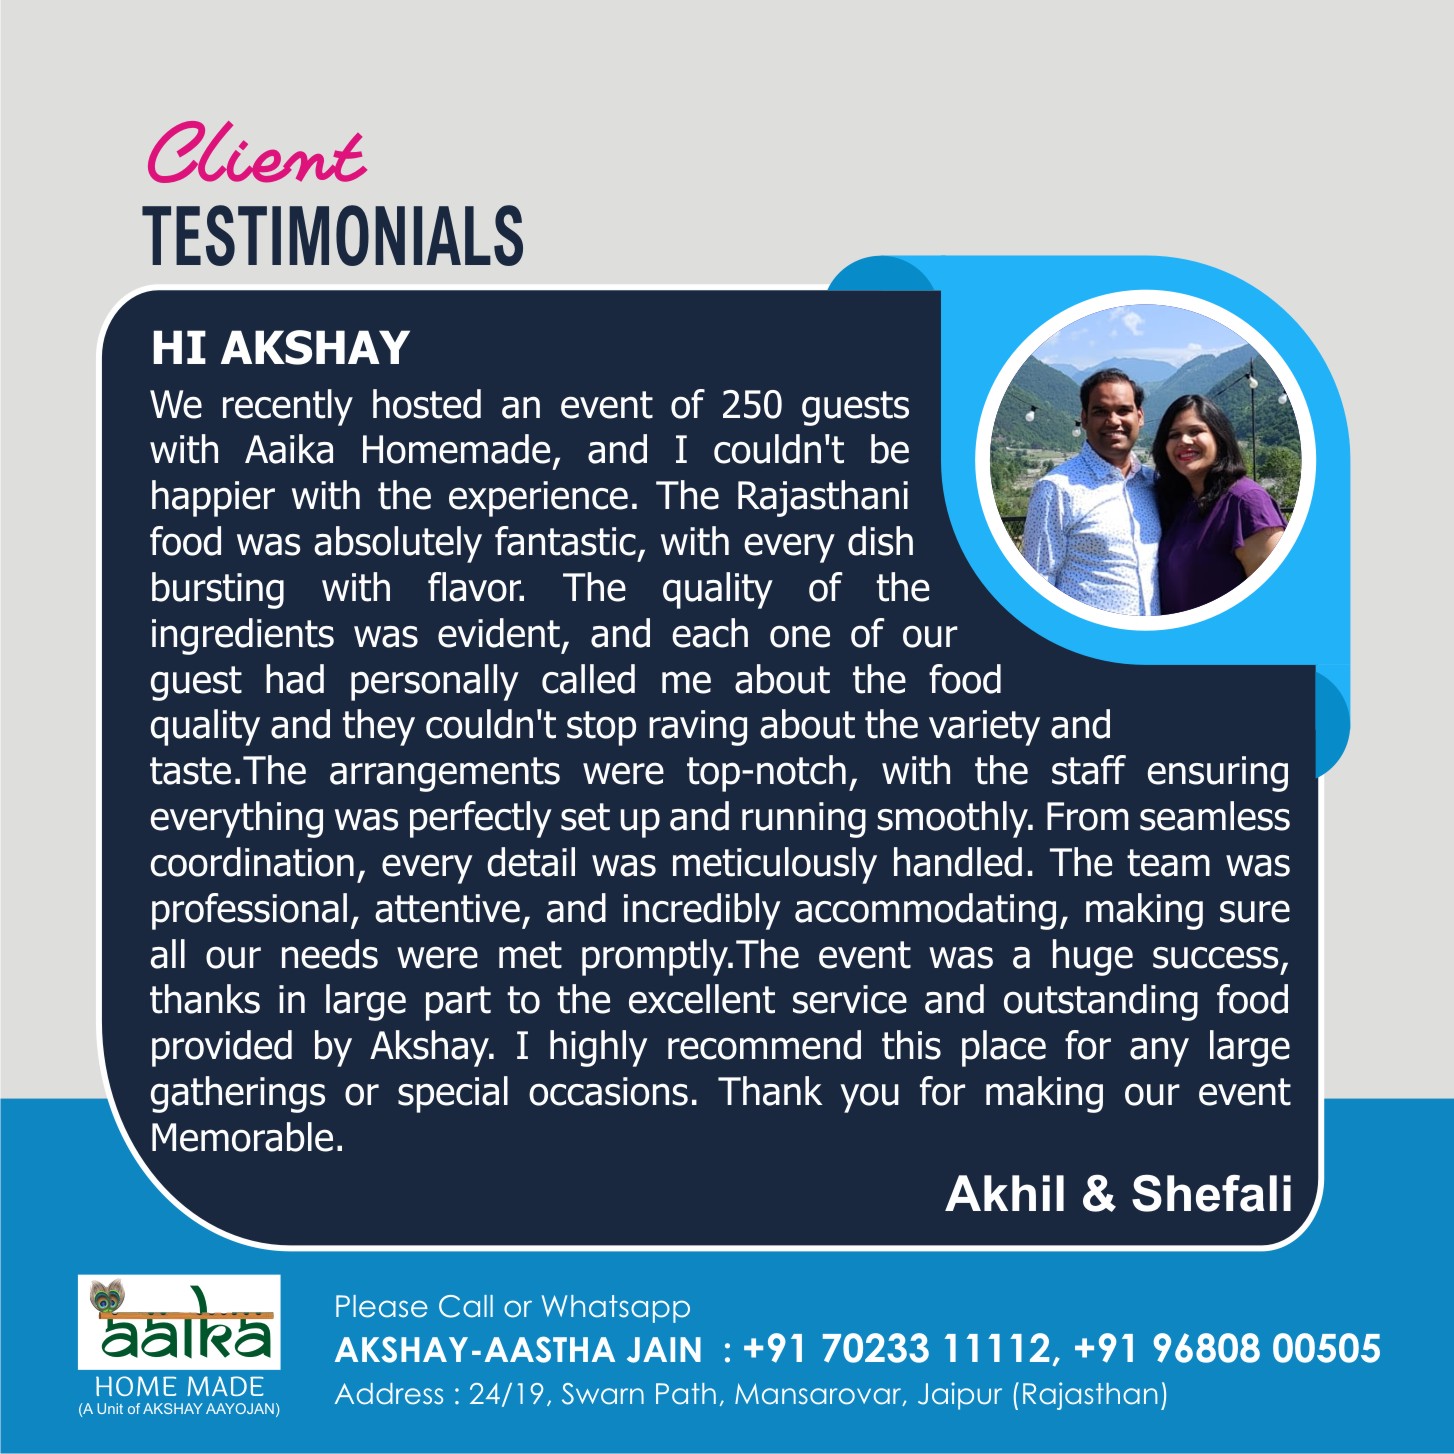 Client
TESTIMONIALS
HI AKSHAY
We recently hosted an event of 250 guests
with Aaika Homemade, and I couldn't be
happier with the experience. The Rajasthani
food was absolutely fantastic, with every dish
bursting with flavor. The quality of the
ingredients was evident, and each one of our
guest had personally called me about the food
quality and they couldn't stop raving about the variety and
taste.The arrangements were top-notch, with the staff ensuring
everything was perfectly set up and running smoothly. From seamless
coordination, every detail was meticulously handled. The team was
professional, attentive, and incredibly accommodating, making sure
all our needs were met promptly.The event was a huge success,
thanks in large part to the excellent service and outstanding food
provided by Akshay. I highly recommend this place for any large
gatherings or special occasions. Thank you for making our event
Memorable.
Akhil & Shefali
aaika
HOME MADE
(A Unit of AKSHAY AAYOJAN)
Please Call or Whatsapp
AKSHAY-AASTHA JAIN : +91 70233 11112, +91 96808 00505
Address : 24/19, Swarn Path, Mansarovar, Jaipur (Rajasthan)